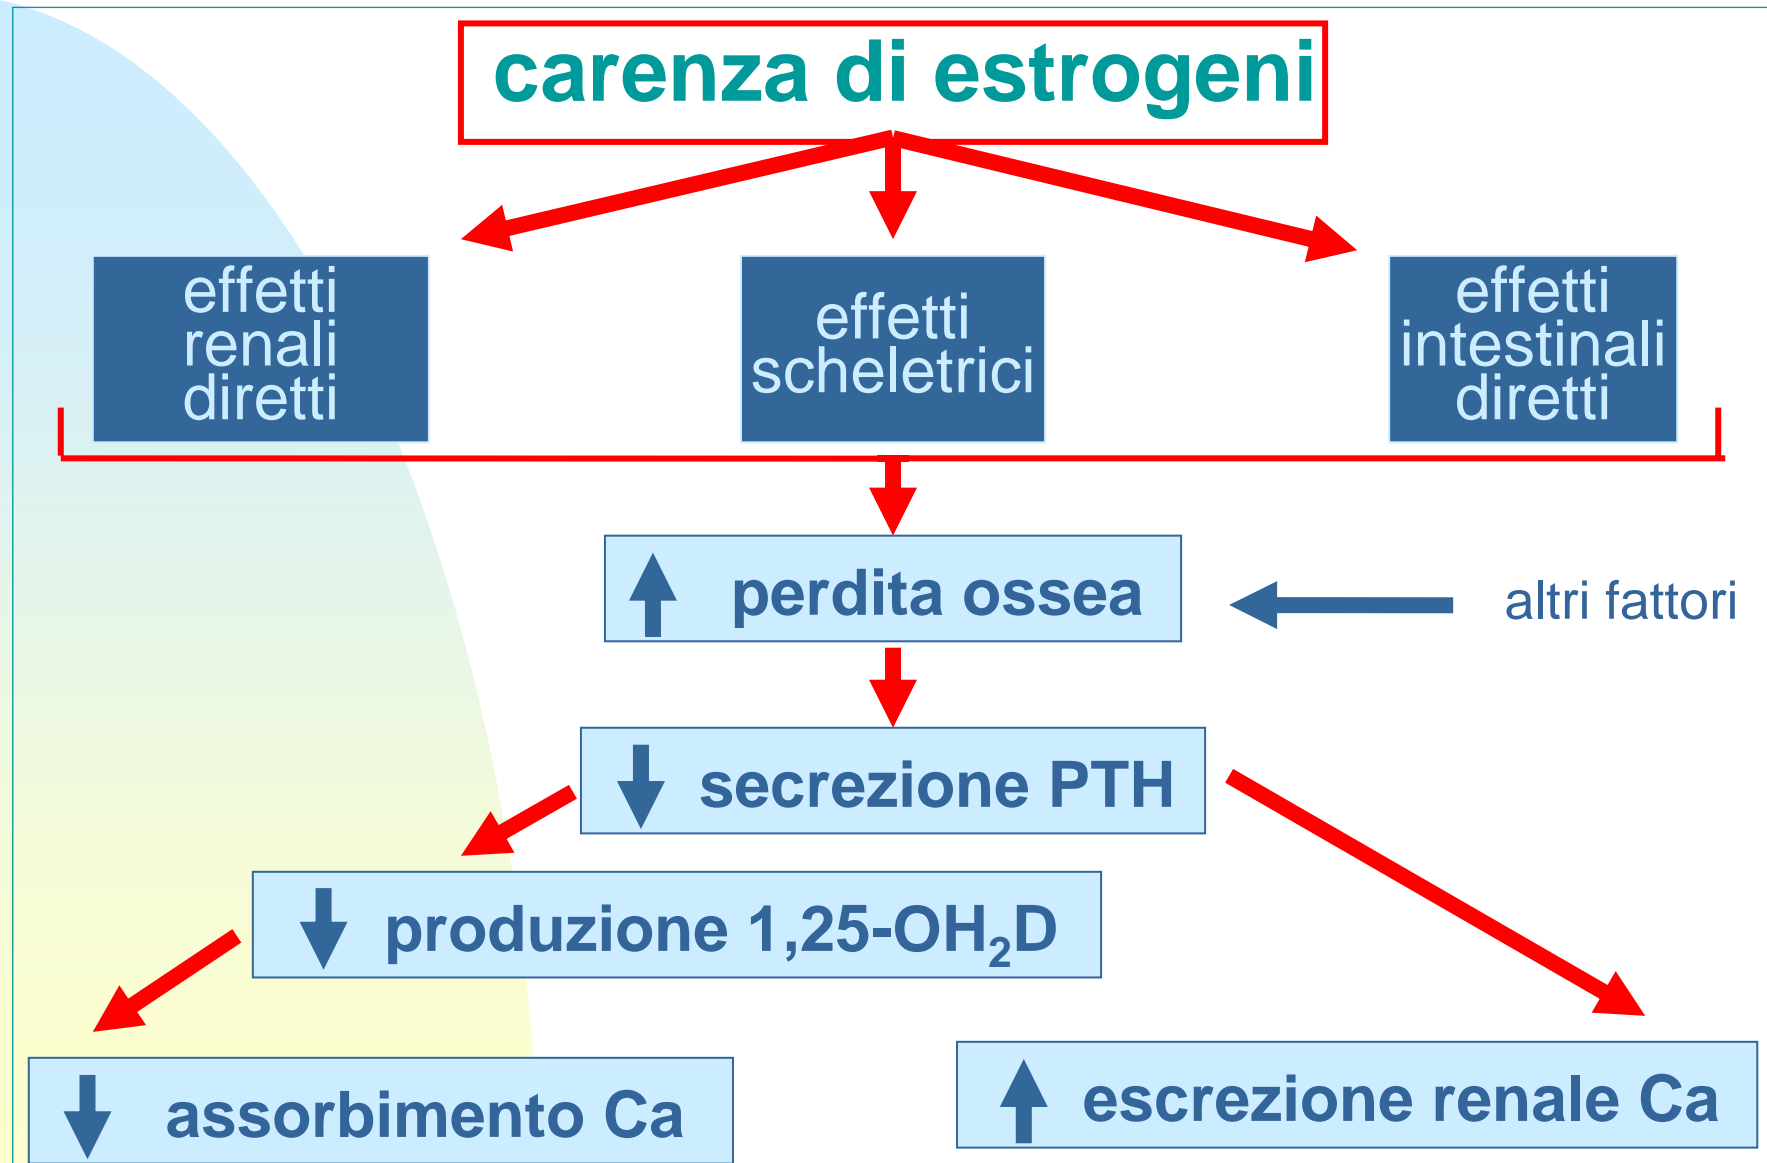 carenza di estrogeni
effetti
renali
diretti
effetti
scheletrici
effetti
intestinali
diretti
perdita ossea
altri fattori
secrezione PTH
produzione 1,25-OH₂D
assorbimento Ca
escrezione renale Ca